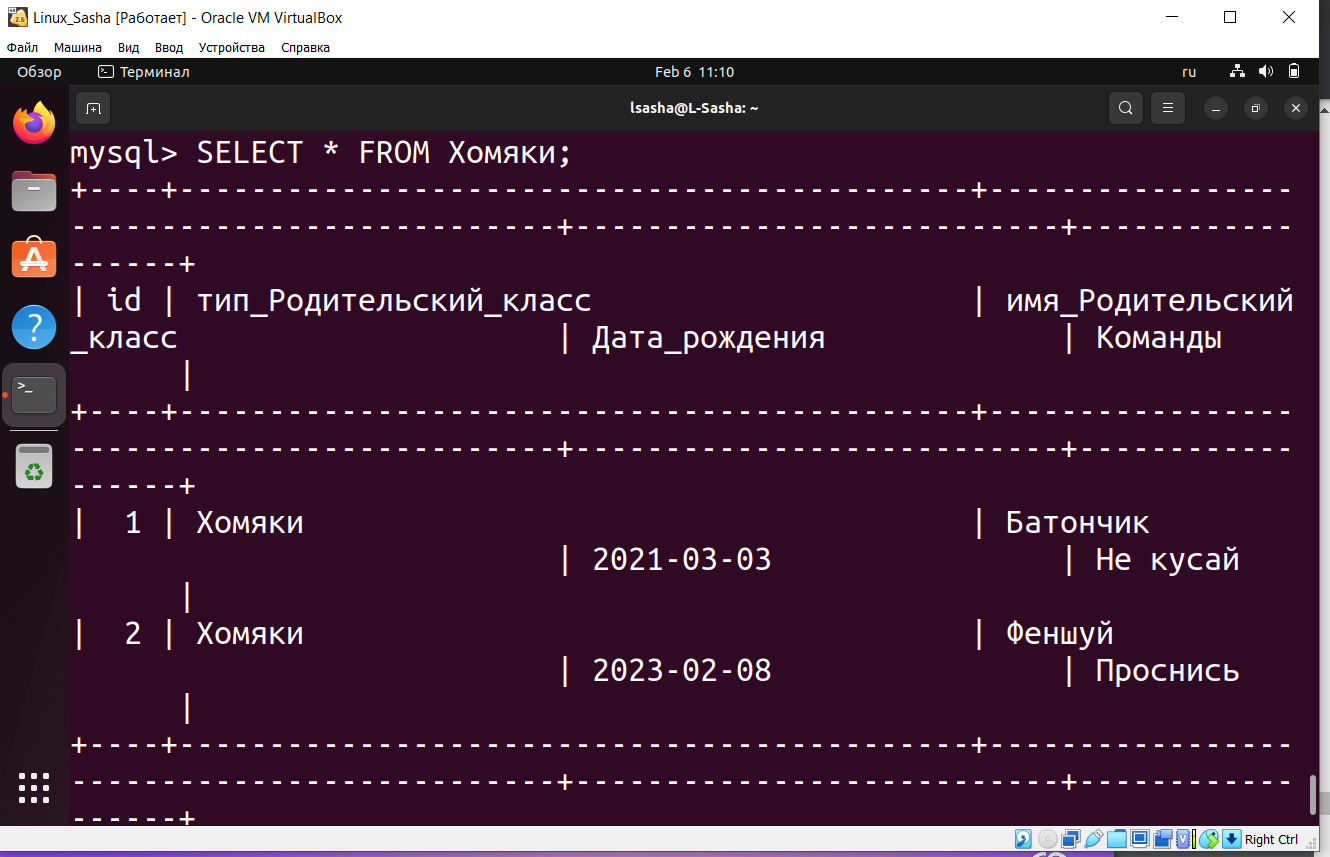 Linux_Sasha [Работает] - Oracle VM VirtualBox
Файл Машина Вид Ввод Устройства Справка
Обзор Терминал Feb 6 11:10 ru
lsasha@L-Sasha: ~
mysql> SELECT * FROM Хомяки;
+----+--------------------------------------------+-----------------
---------------------------+---------------------------+------------
------+
| id | тип_Родительский_класс | имя_Родительский
_класс | Дата_рождения | Команды
|
+----+--------------------------------------------+-----------------
---------------------------+---------------------------+------------
------+
| 1 | Хомяки | Батончик
| 2021-03-03 | Не кусай
|
| 2 | Хомяки | Феншуй
| 2023-02-08 | Проснись
|
+----+--------------------------------------------+-----------------
---------------------------+---------------------------+------------
------+
Right Ctrl